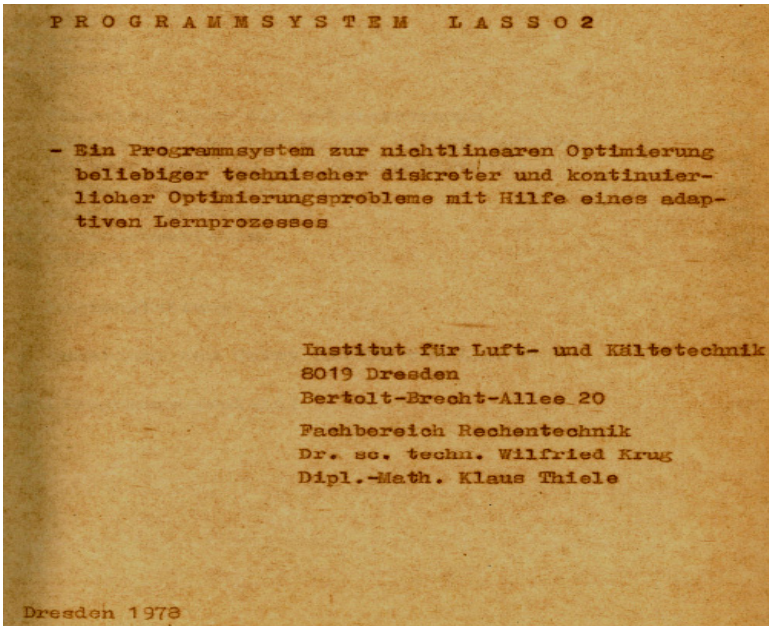 PROGRAMMSYSTEM LASSO2
- Ein Programmsystem zur nichtlinearen Optimierung
beliebiger technischer diskreter und kontinuier-
licher Optimierungsprobleme mit Hilfe eines adap-
tiven Lernprozesses
Institut für Luft- und Kältetechnik
8019 Dresden
Bertolt-Brecht-Allee 20
Fachbereich Rechentechnik
Dr. sc. techn. Wilfried Krug
Dipl.-Math. Klaus Thiele
Dresden 1978